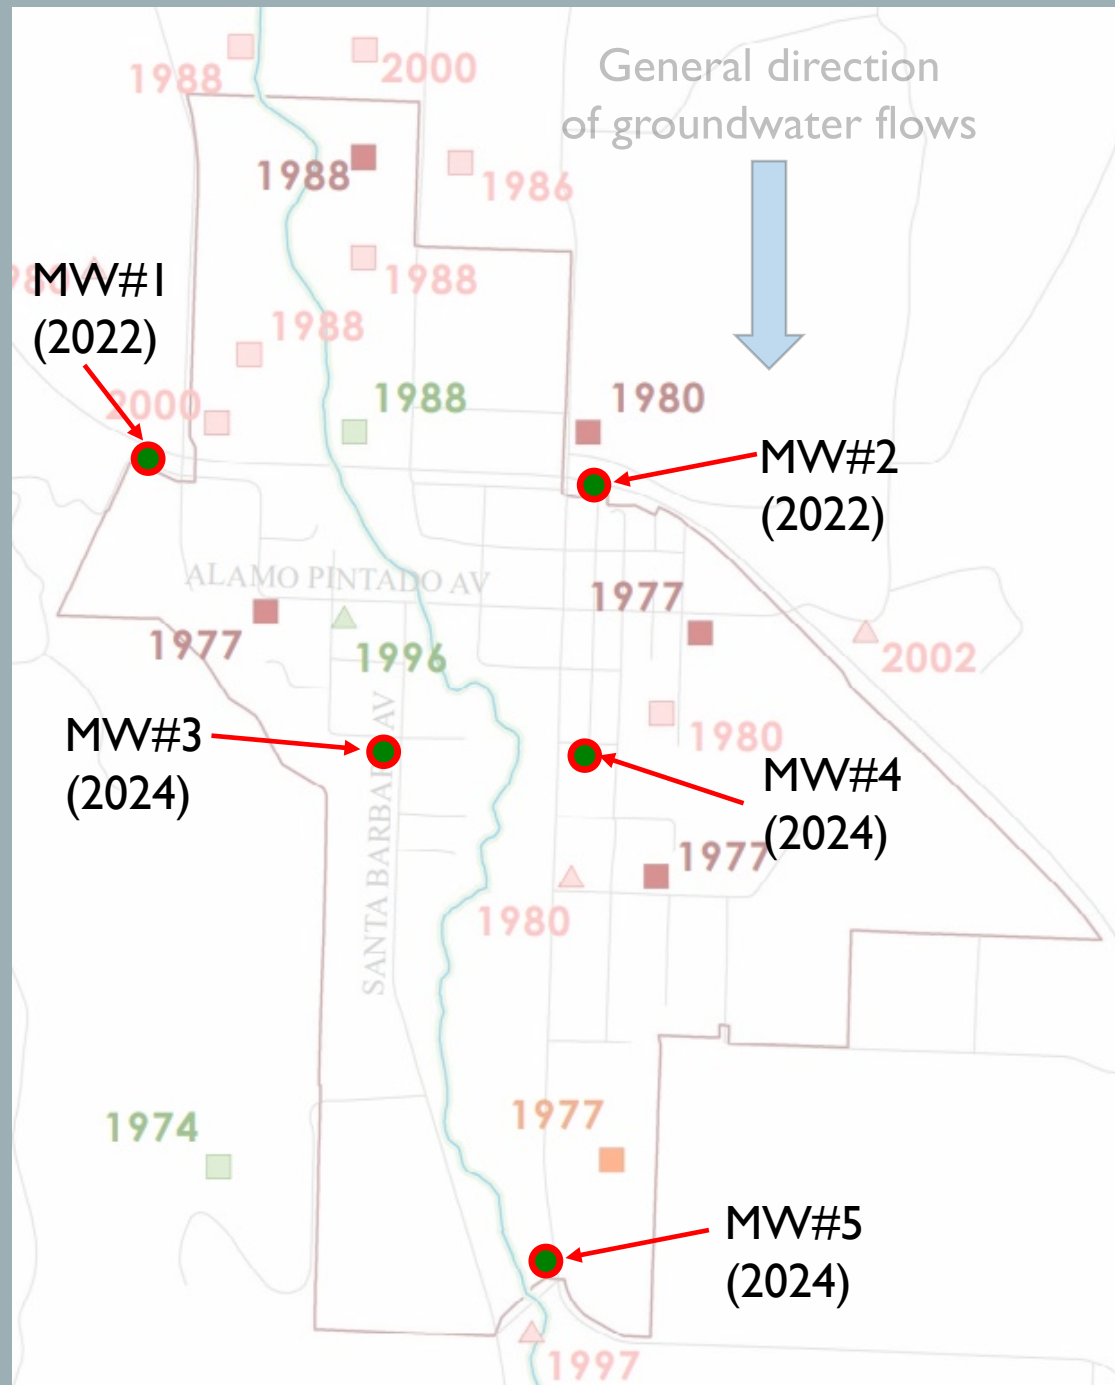 1988
2000
General direction
of groundwater flows
1988
1986
MW#1
(2022)
1988
1988
2000
1988
1980
MW#2
(2022)
ALAMO PINTADO AV
1977
1977
1996
2002
MW#3
(2024)
SANTA BARBARA AV
1980
MW#4
(2024)
1977
1980
1974
1977
MW#5
(2024)
1997